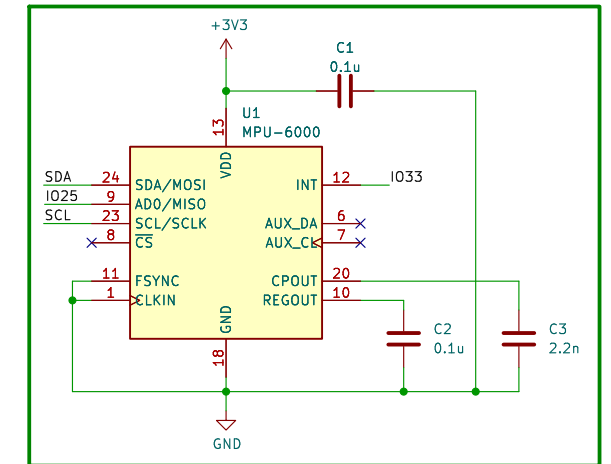 +3V3
C1
0.1u
U1
MPU-6000
13
VDD
SDA
24
SDA/MOSI
INT
12
IO33
IO25
9
AD0/MISO
SCL
23
SCL/SCLK
AUX_DA
6
8
CS
AUX_CL
7
11
FSYNC
CPOUT
20
1
CLKIN
REGOUT
10
GND
18
C2
0.1u
C3
2.2n
GND